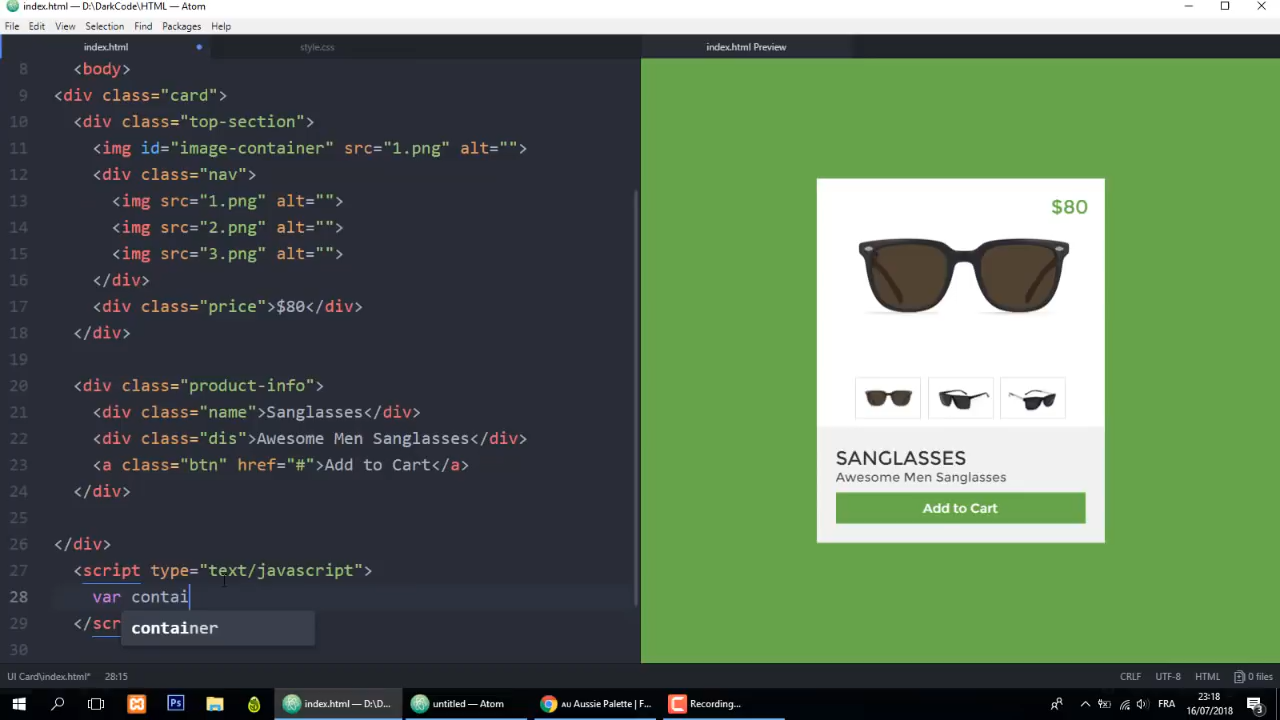 index.html — D:\DarkCode\HTML — Atom
File Edit View Selection Find Packages Help
index.html style.css index.html Preview
8 <body>
9 <div class="card">
10 <div class="top-section">
11 <img id="image-container" src="1.png" alt="">
12 <div class="nav">
13 <img src="1.png" alt="">
14 <img src="2.png" alt="">
15 <img src="3.png" alt="">
16 </div>
17 <div class="price">$80</div>
18 </div>
19
20 <div class="product-info">
21 <div class="name">Sanglasses</div>
22 <div class="dis">Awesome Men Sanglasses</div>
23 <a class="btn" href="#">Add to Cart</a>
24 </div>
25
26 </div>
27 <script type="text/javascript">
28 var contai
container
29 </scr
30
$80
SANGLASSES
Awesome Men Sanglasses
Add to Cart
UI Card\index.html* 28:15 CRLF UTF-8 HTML 0 files
index.html — D:\D... untitled — Atom AU Aussie Palette | F... Recording... FRA 23:18
16/07/2018